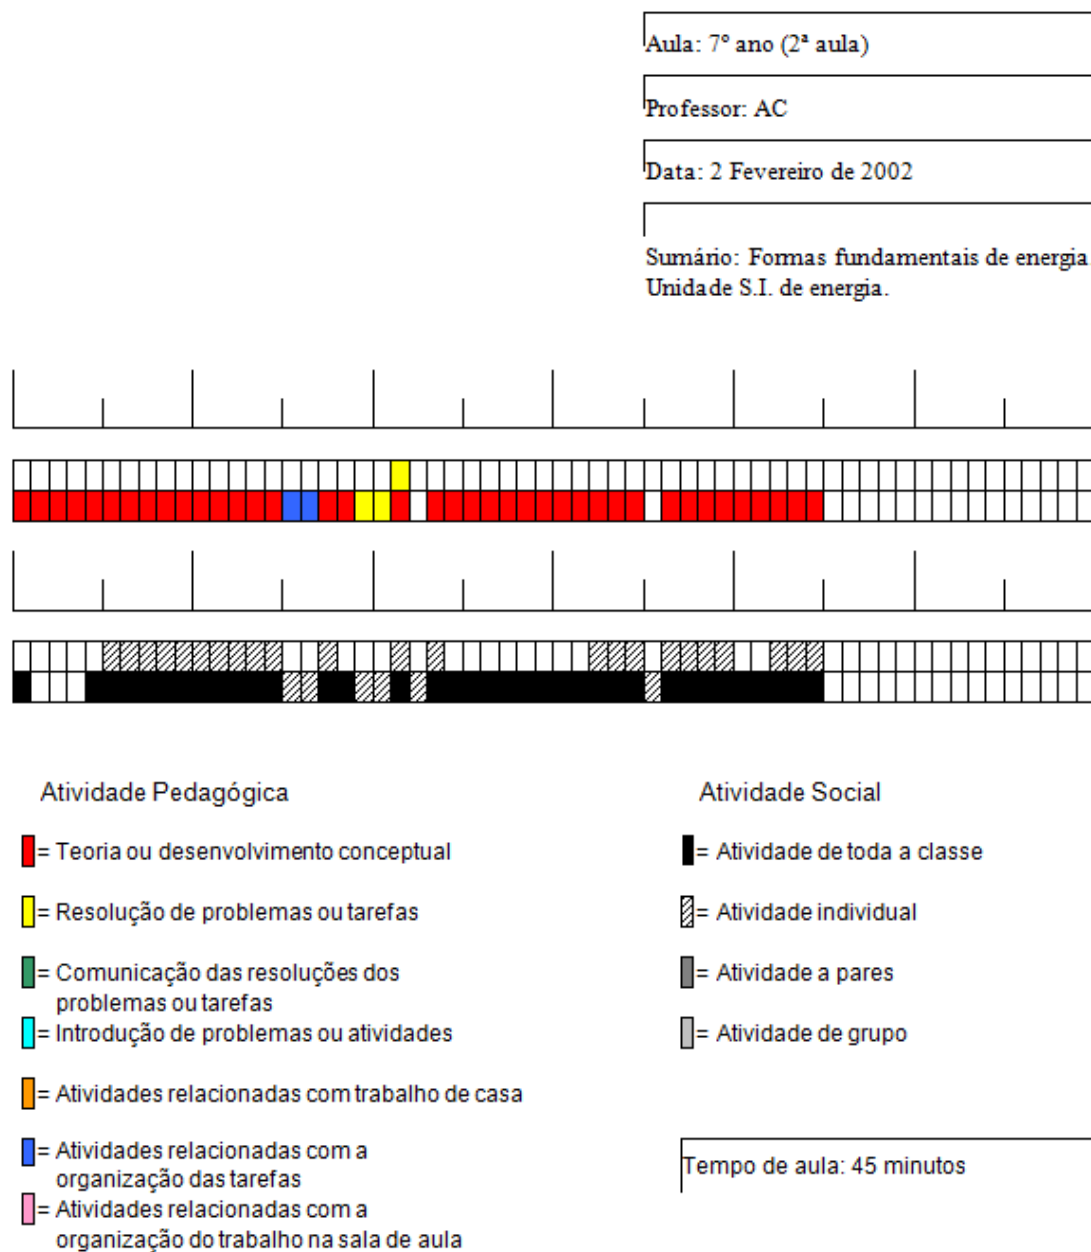 Aula: 7º ano (2ª aula)
Professor: AC
Data: 2 Fevereiro de 2002
Sumário: Formas fundamentais de energia
Unidade S.I. de energia.
Atividade Pedagógica
= Teoria ou desenvolvimento conceptual
= Resolução de problemas ou tarefas
= Comunicação das resoluções dos
problemas ou tarefas
= Introdução de problemas ou atividades
= Atividades relacionadas com trabalho de casa
= Atividades relacionadas com a
organização das tarefas
= Atividades relacionadas com a
organização do trabalho na sala de aula
Atividade Social
= Atividade de toda a classe
= Atividade individual
= Atividade a pares
= Atividade de grupo
Tempo de aula: 45 minutos